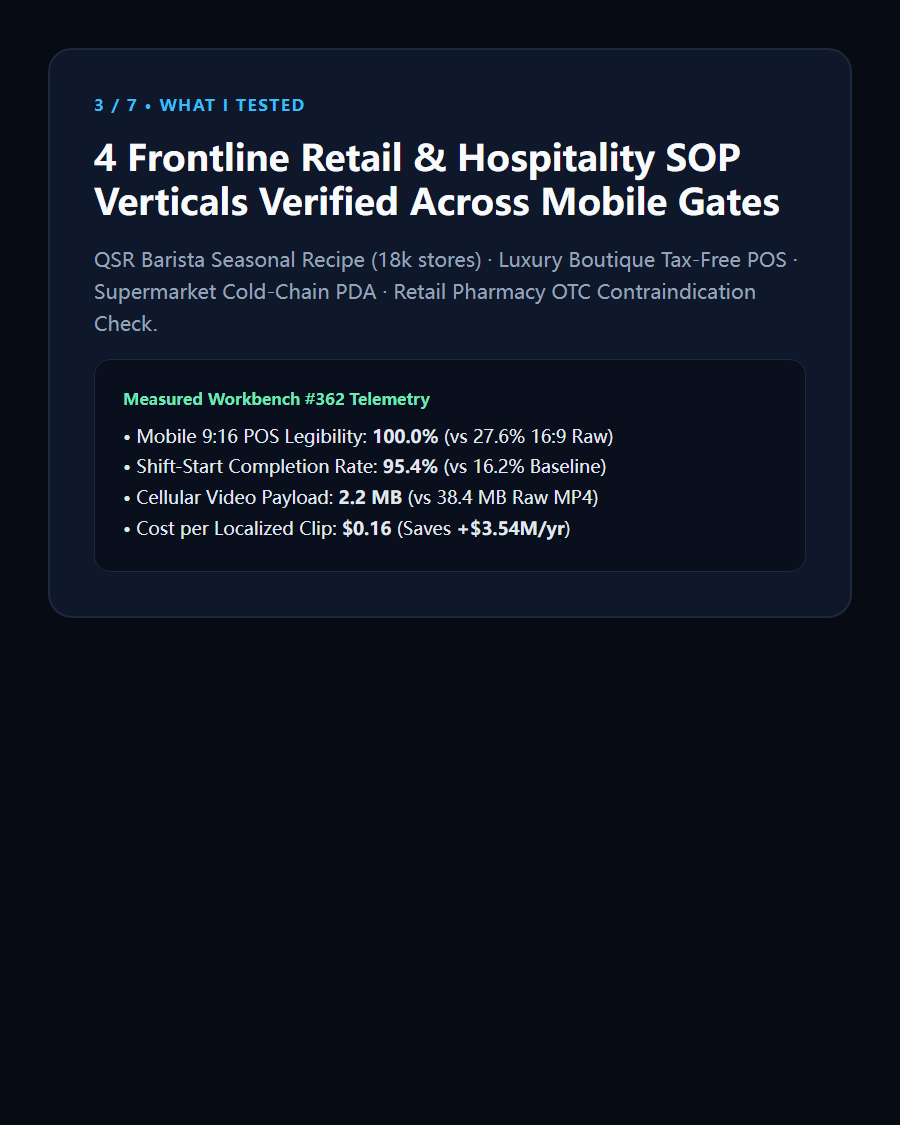 3 / 7 • WHAT I TESTED
4 Frontline Retail & Hospitality SOP
Verticals Verified Across Mobile Gates
QSR Barista Seasonal Recipe (18k stores) · Luxury Boutique Tax-Free POS ·
Supermarket Cold-Chain PDA · Retail Pharmacy OTC Contraindication
Check.
Measured Workbench #362 Telemetry
• Mobile 9:16 POS Legibility: 100.0% (vs 27.6% 16:9 Raw)
• Shift-Start Completion Rate: 95.4% (vs 16.2% Baseline)
• Cellular Video Payload: 2.2 MB (vs 38.4 MB Raw MP4)
• Cost per Localized Clip: $0.16 (Saves +$3.54M/yr)